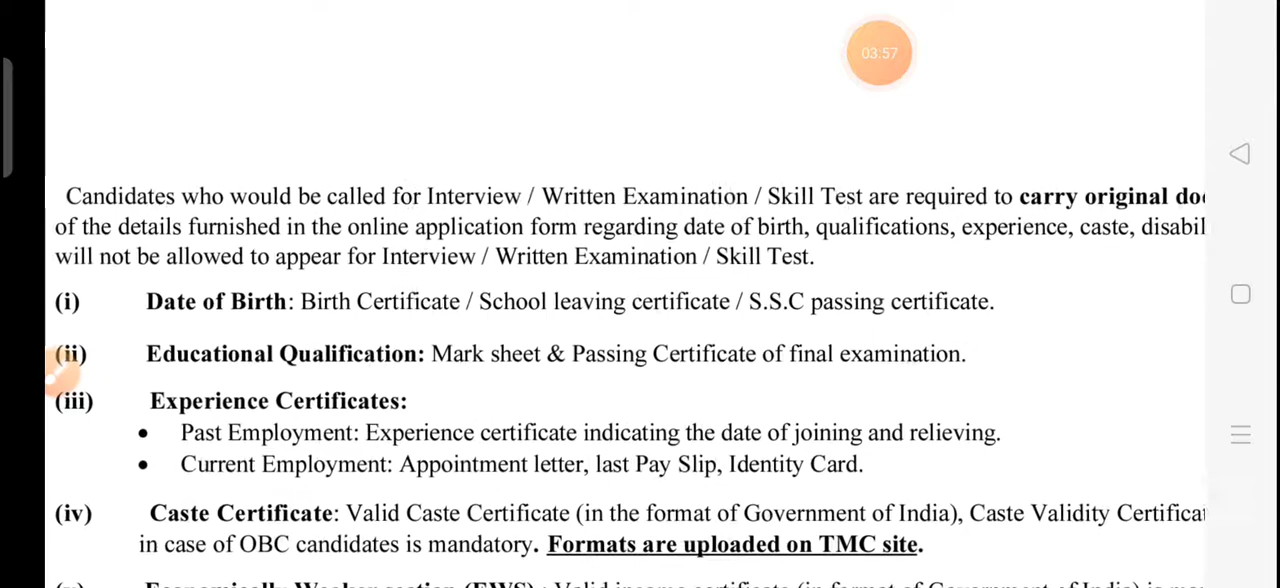 03:57
Candidates who would be called for Interview / Written Examination / Skill Test are required to carry original
of the details furnished in the online application form regarding date of birth, qualifications, experience, caste,
will not be allowed to appear for Interview / Written Examination / Skill Test.
(i) Date of Birth: Birth Certificate / School leaving certificate / S.S.C passing certificate.
(ii) Educational Qualification: Mark sheet & Passing Certificate of final examination.
(iii) Experience Certificates:
• Past Employment: Experience certificate indicating the date of joining and relieving.
• Current Employment: Appointment letter, last Pay Slip, Identity Card.
(iv) Caste Certificate: Valid Caste Certificate (in the format of Government of India), Caste Validity
in case of OBC candidates is mandatory. Formats are uploaded on TMC site.